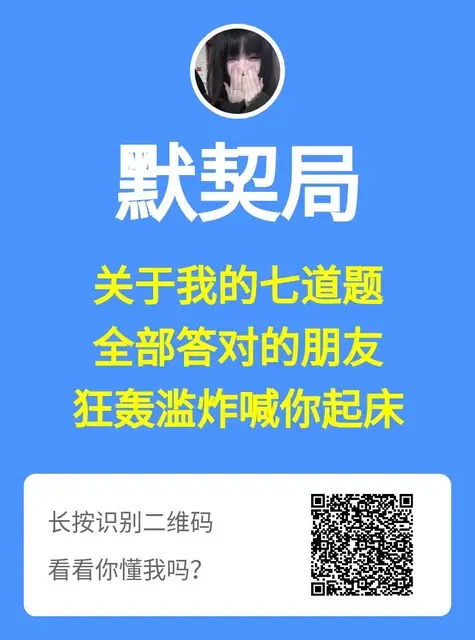 默契局
关于我的七道题
全部答对的朋友
狂轰滥炸喊你起床
长按识别二维码
看看你懂我吗?